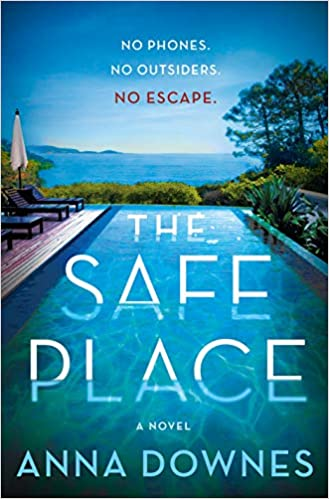 NO PHONES.
NO OUTSIDERS.
NO ESCAPE.
THE
SAFE
PLACE
A NOVEL
ANNA DOWNES